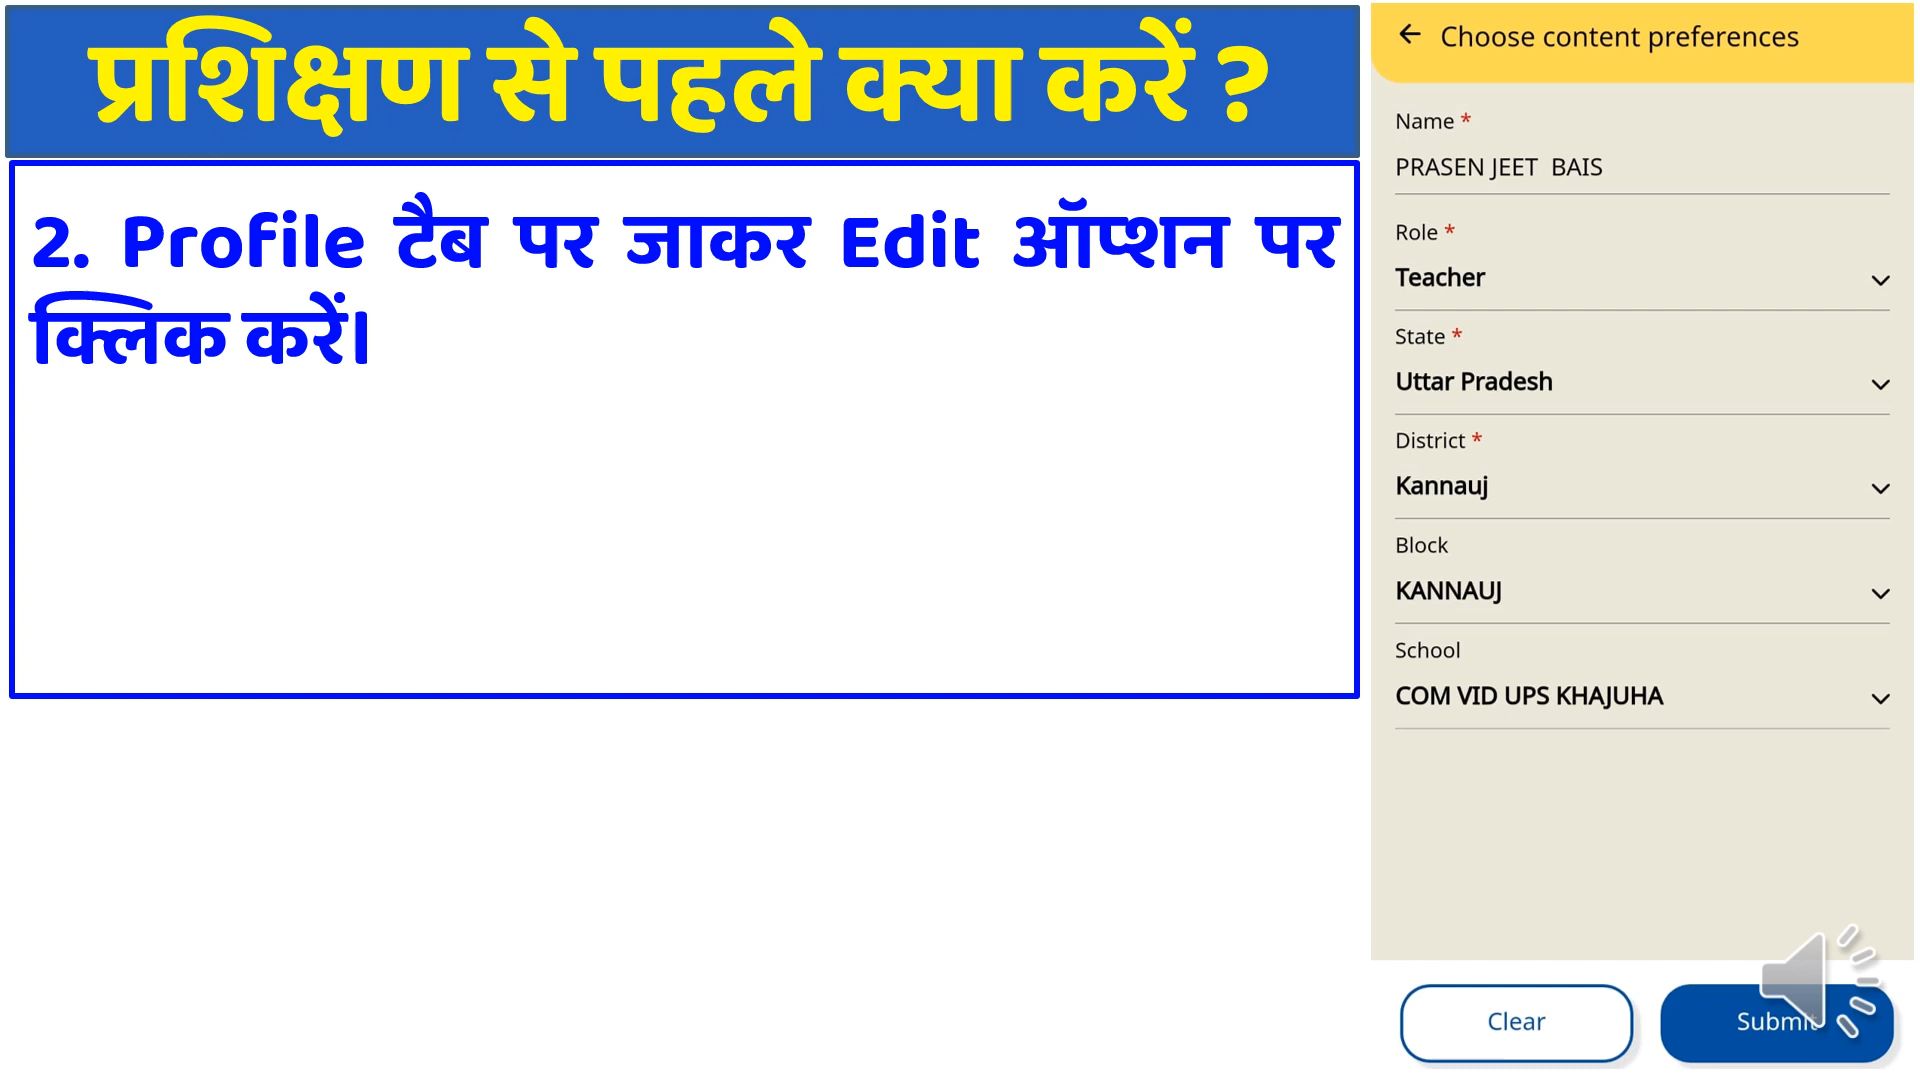 प्रशिक्षण से पहले क्या करें ?
2. Profile टैब पर जाकर Edit ऑप्शन पर
क्लिक करें।
Choose content preferences
Name *
PRASEN JEET BAIS
Role *
Teacher
State *
Uttar Pradesh
District *
Kannauj
Block
KANNAUJ
School
COM VID UPS KHAJUHA
Clear
Submit